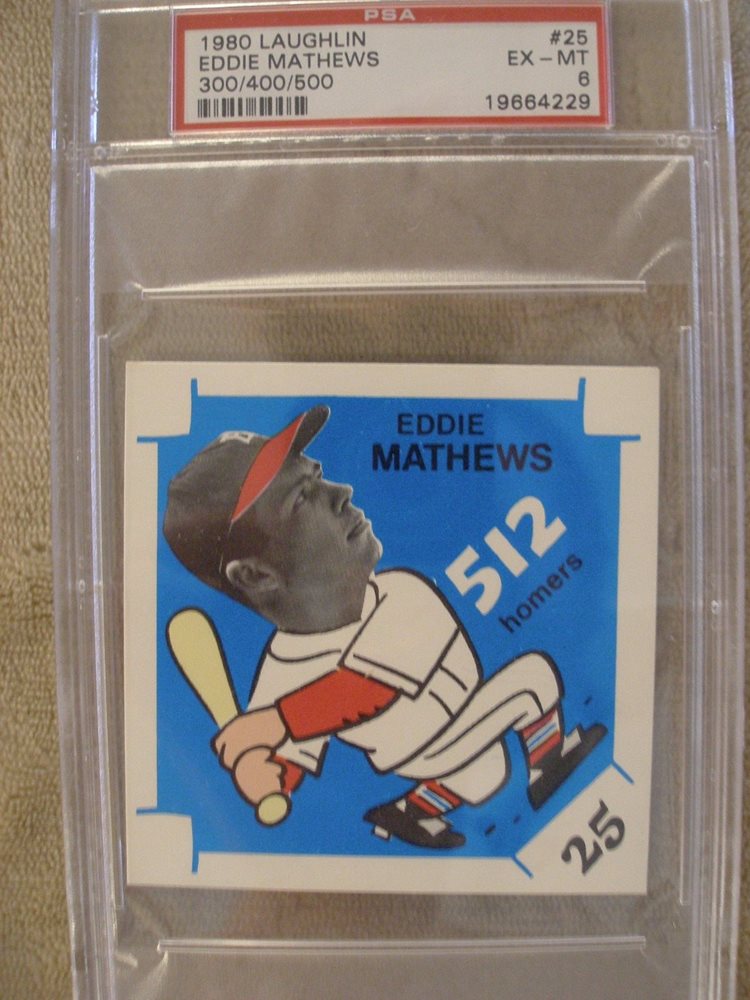 PSA
1980 LAUGHLIN #25
EDDIE MATHEWS EX - MT
300/400/500 6
19664229
EDDIE
MATHEWS
512
homers
25